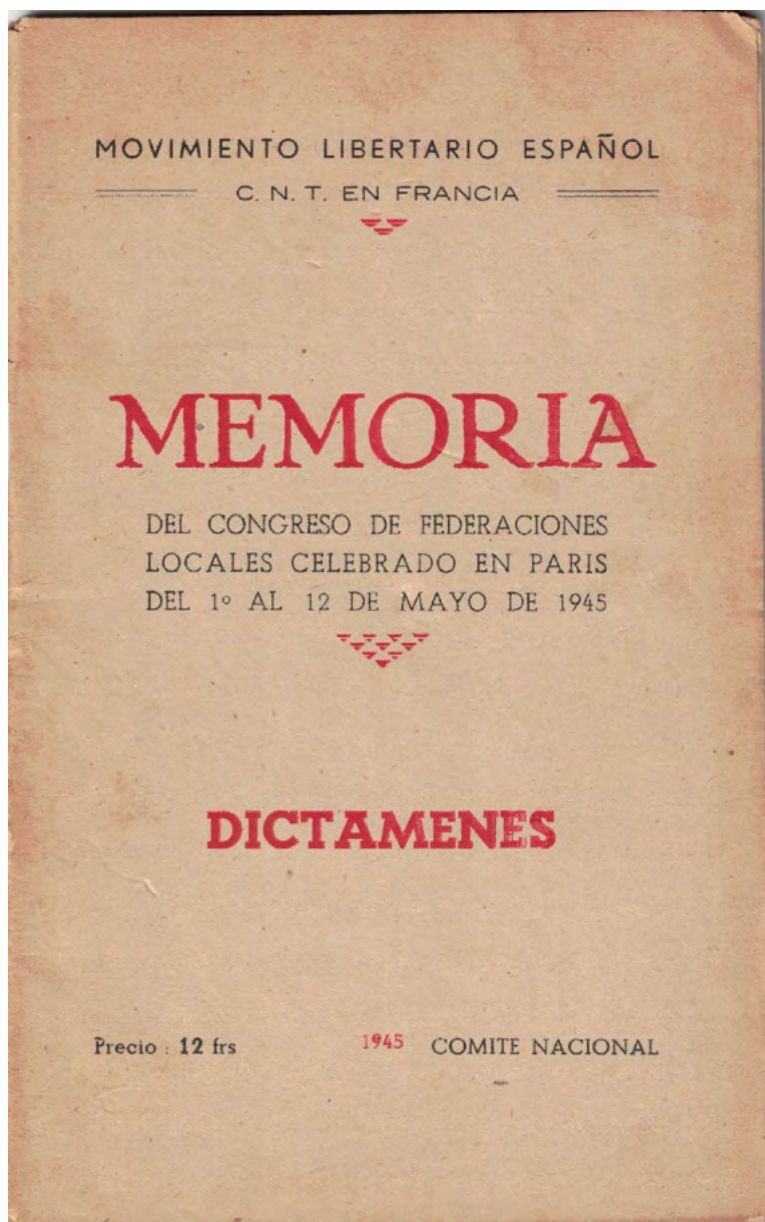 MOVIMIENTO LIBERTARIO ESPAÑOL
C. N. T. EN FRANCIA
MEMORIA
DEL CONGRESO DE FEDERACIONES
LOCALES CELEBRADO EN PARIS
DEL 1º AL 12 DE MAYO DE 1945
DICTAMENES
Precio : 12 frs 1945 COMITE NACIONAL